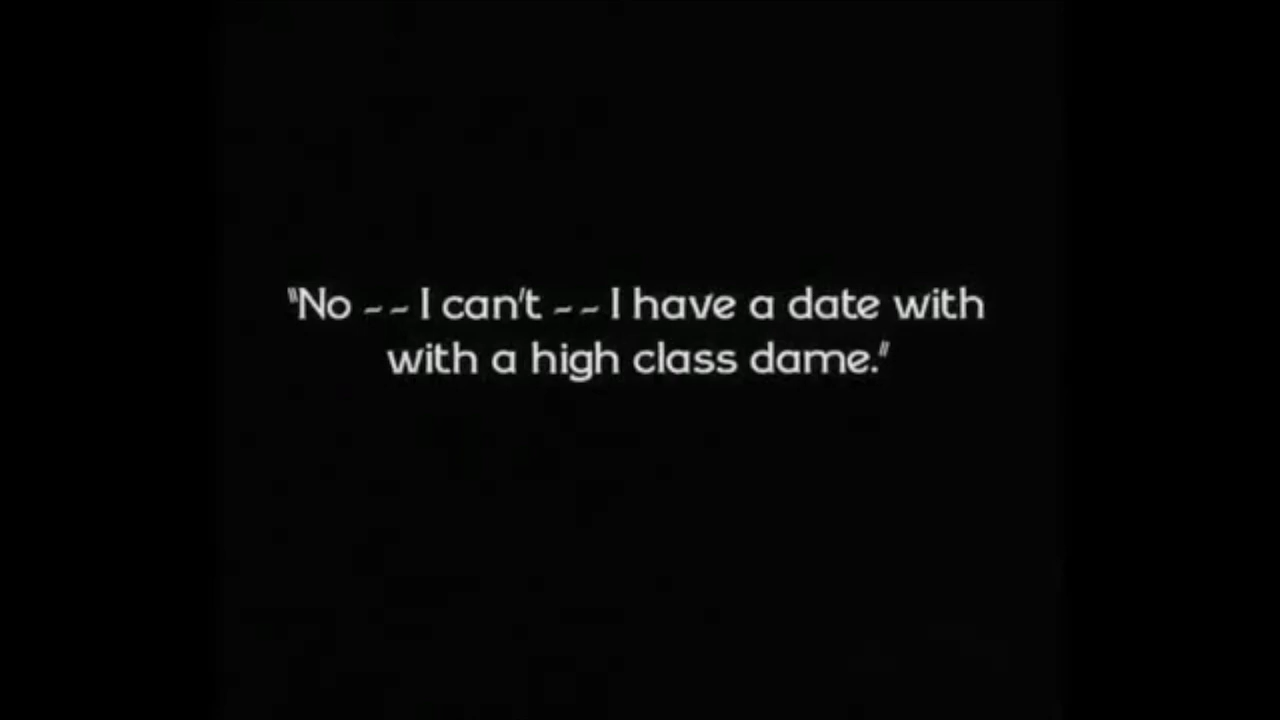 "No -- I can't -- I have a date with
with a high class dame."